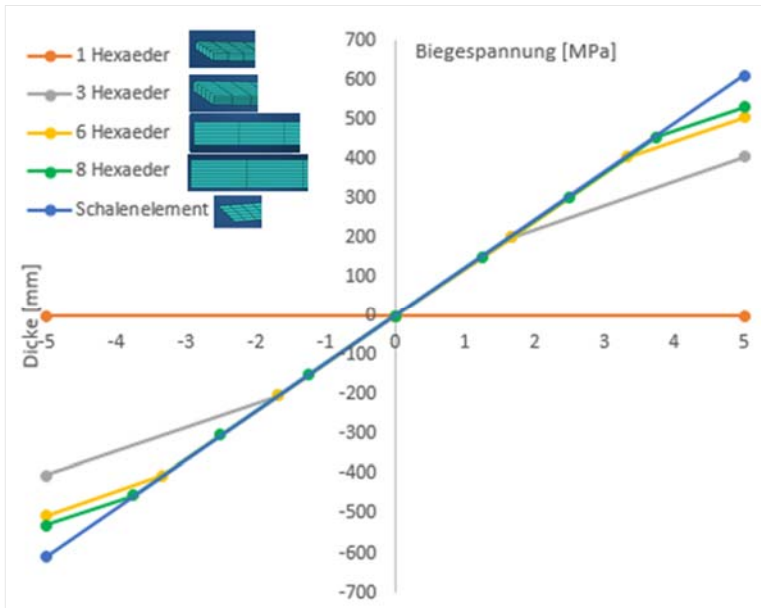 Biegespannung [MPa]
1 Hexaeder
3 Hexaeder
6 Hexaeder
8 Hexaeder
Schalenelement
700
600
500
400
300
200
100
0
-100
-200
-300
-400
-500
-600
-700
-5 -4 -3 -2 -1 0 1 2 3 4 5
Dicke [mm]